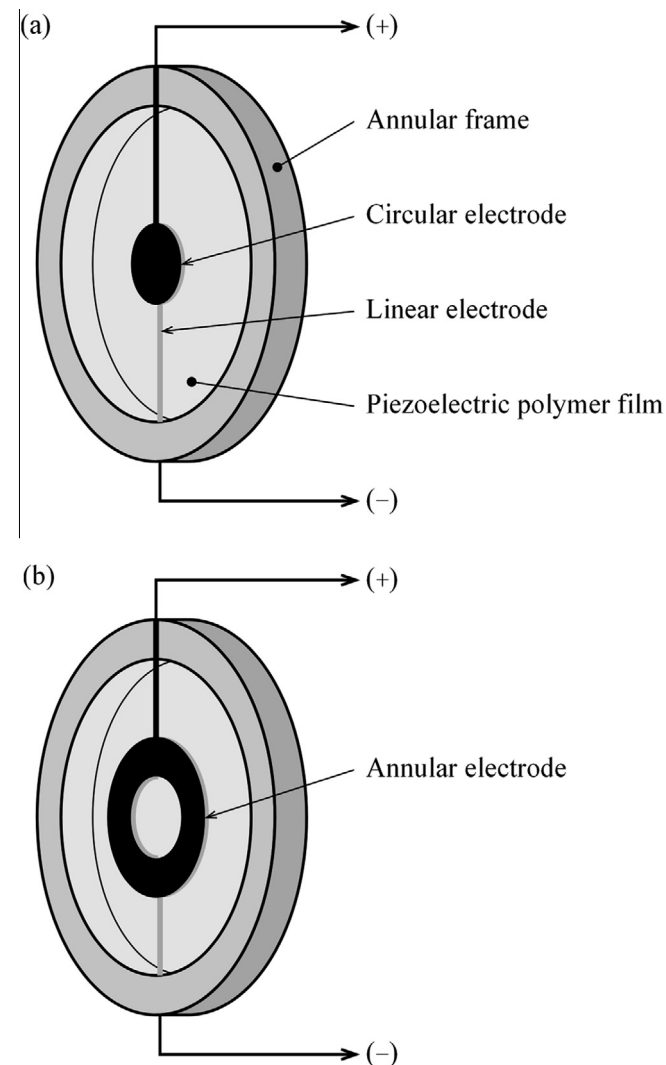 (a)
(+)
Annular frame
Circular electrode
Linear electrode
Piezoelectric polymer film
(−)
(b)
(+)
Annular electrode
(−)